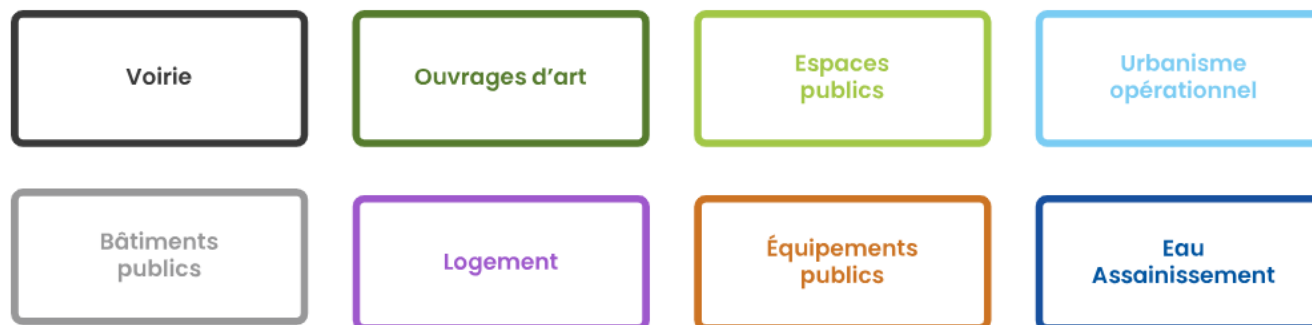 Voirie
Ouvrages d’art
Espaces
publics
Urbanisme
opérationnel
Bâtiments
publics
Logement
Équipements
publics
Eau
Assainissement